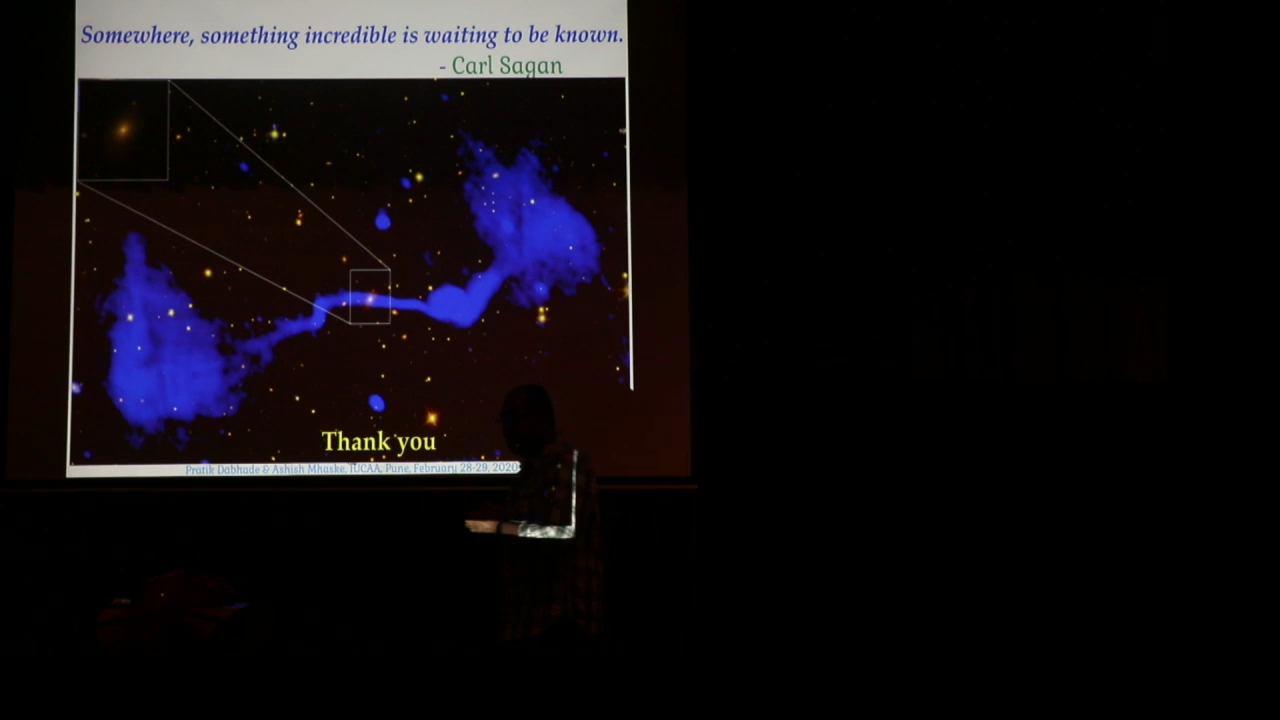 Somewhere, something incredible is waiting to be known.
- Carl Sagan
Thank you
Pratik Dabhade & Ashish Mhaske, IUCAA, Pune, February 28-29, 2020